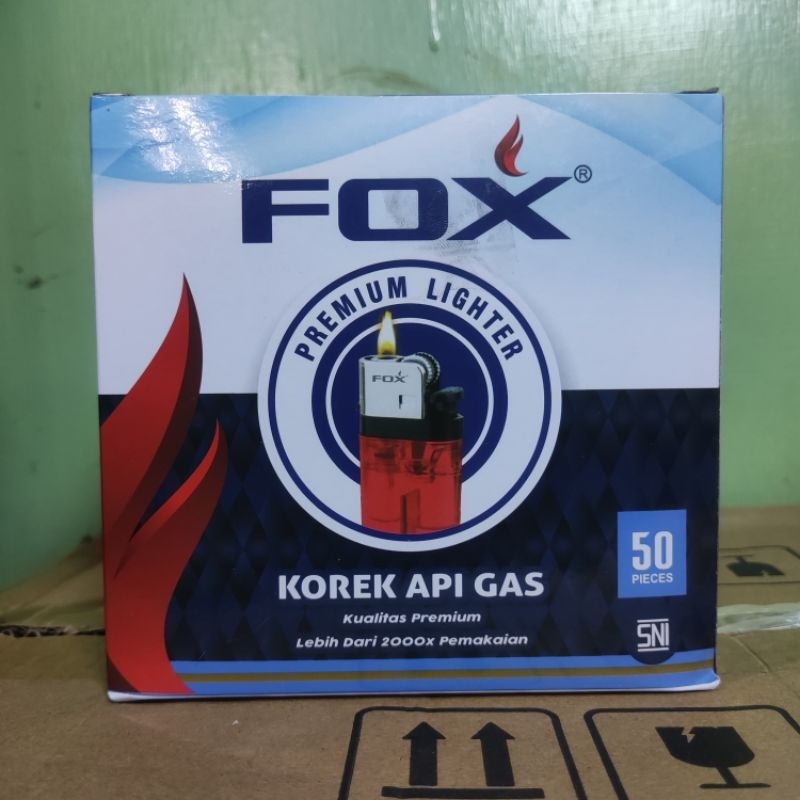 FOX®
PREMIUM LIGHTER
FOX
KOREK API GAS
Kualitas Premium
Lebih Dari 2000x Pemakaian
50
PIECES
SNI